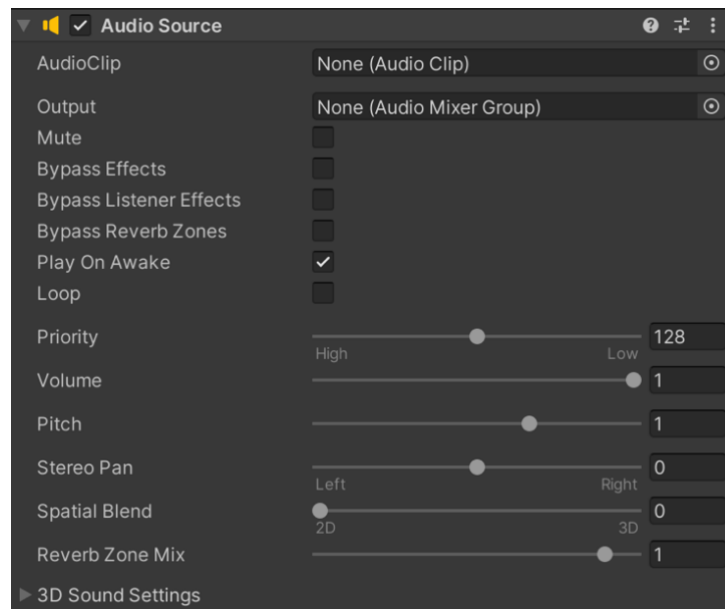 Audio Source
AudioClip None (Audio Clip)
Output None (Audio Mixer Group)
Mute
Bypass Effects
Bypass Listener Effects
Bypass Reverb Zones
Play On Awake
Loop
Priority 128
High Low
Volume 1
Pitch 1
Stereo Pan 0
Left Right
Spatial Blend 0
2D 3D
Reverb Zone Mix 1
3D Sound Settings